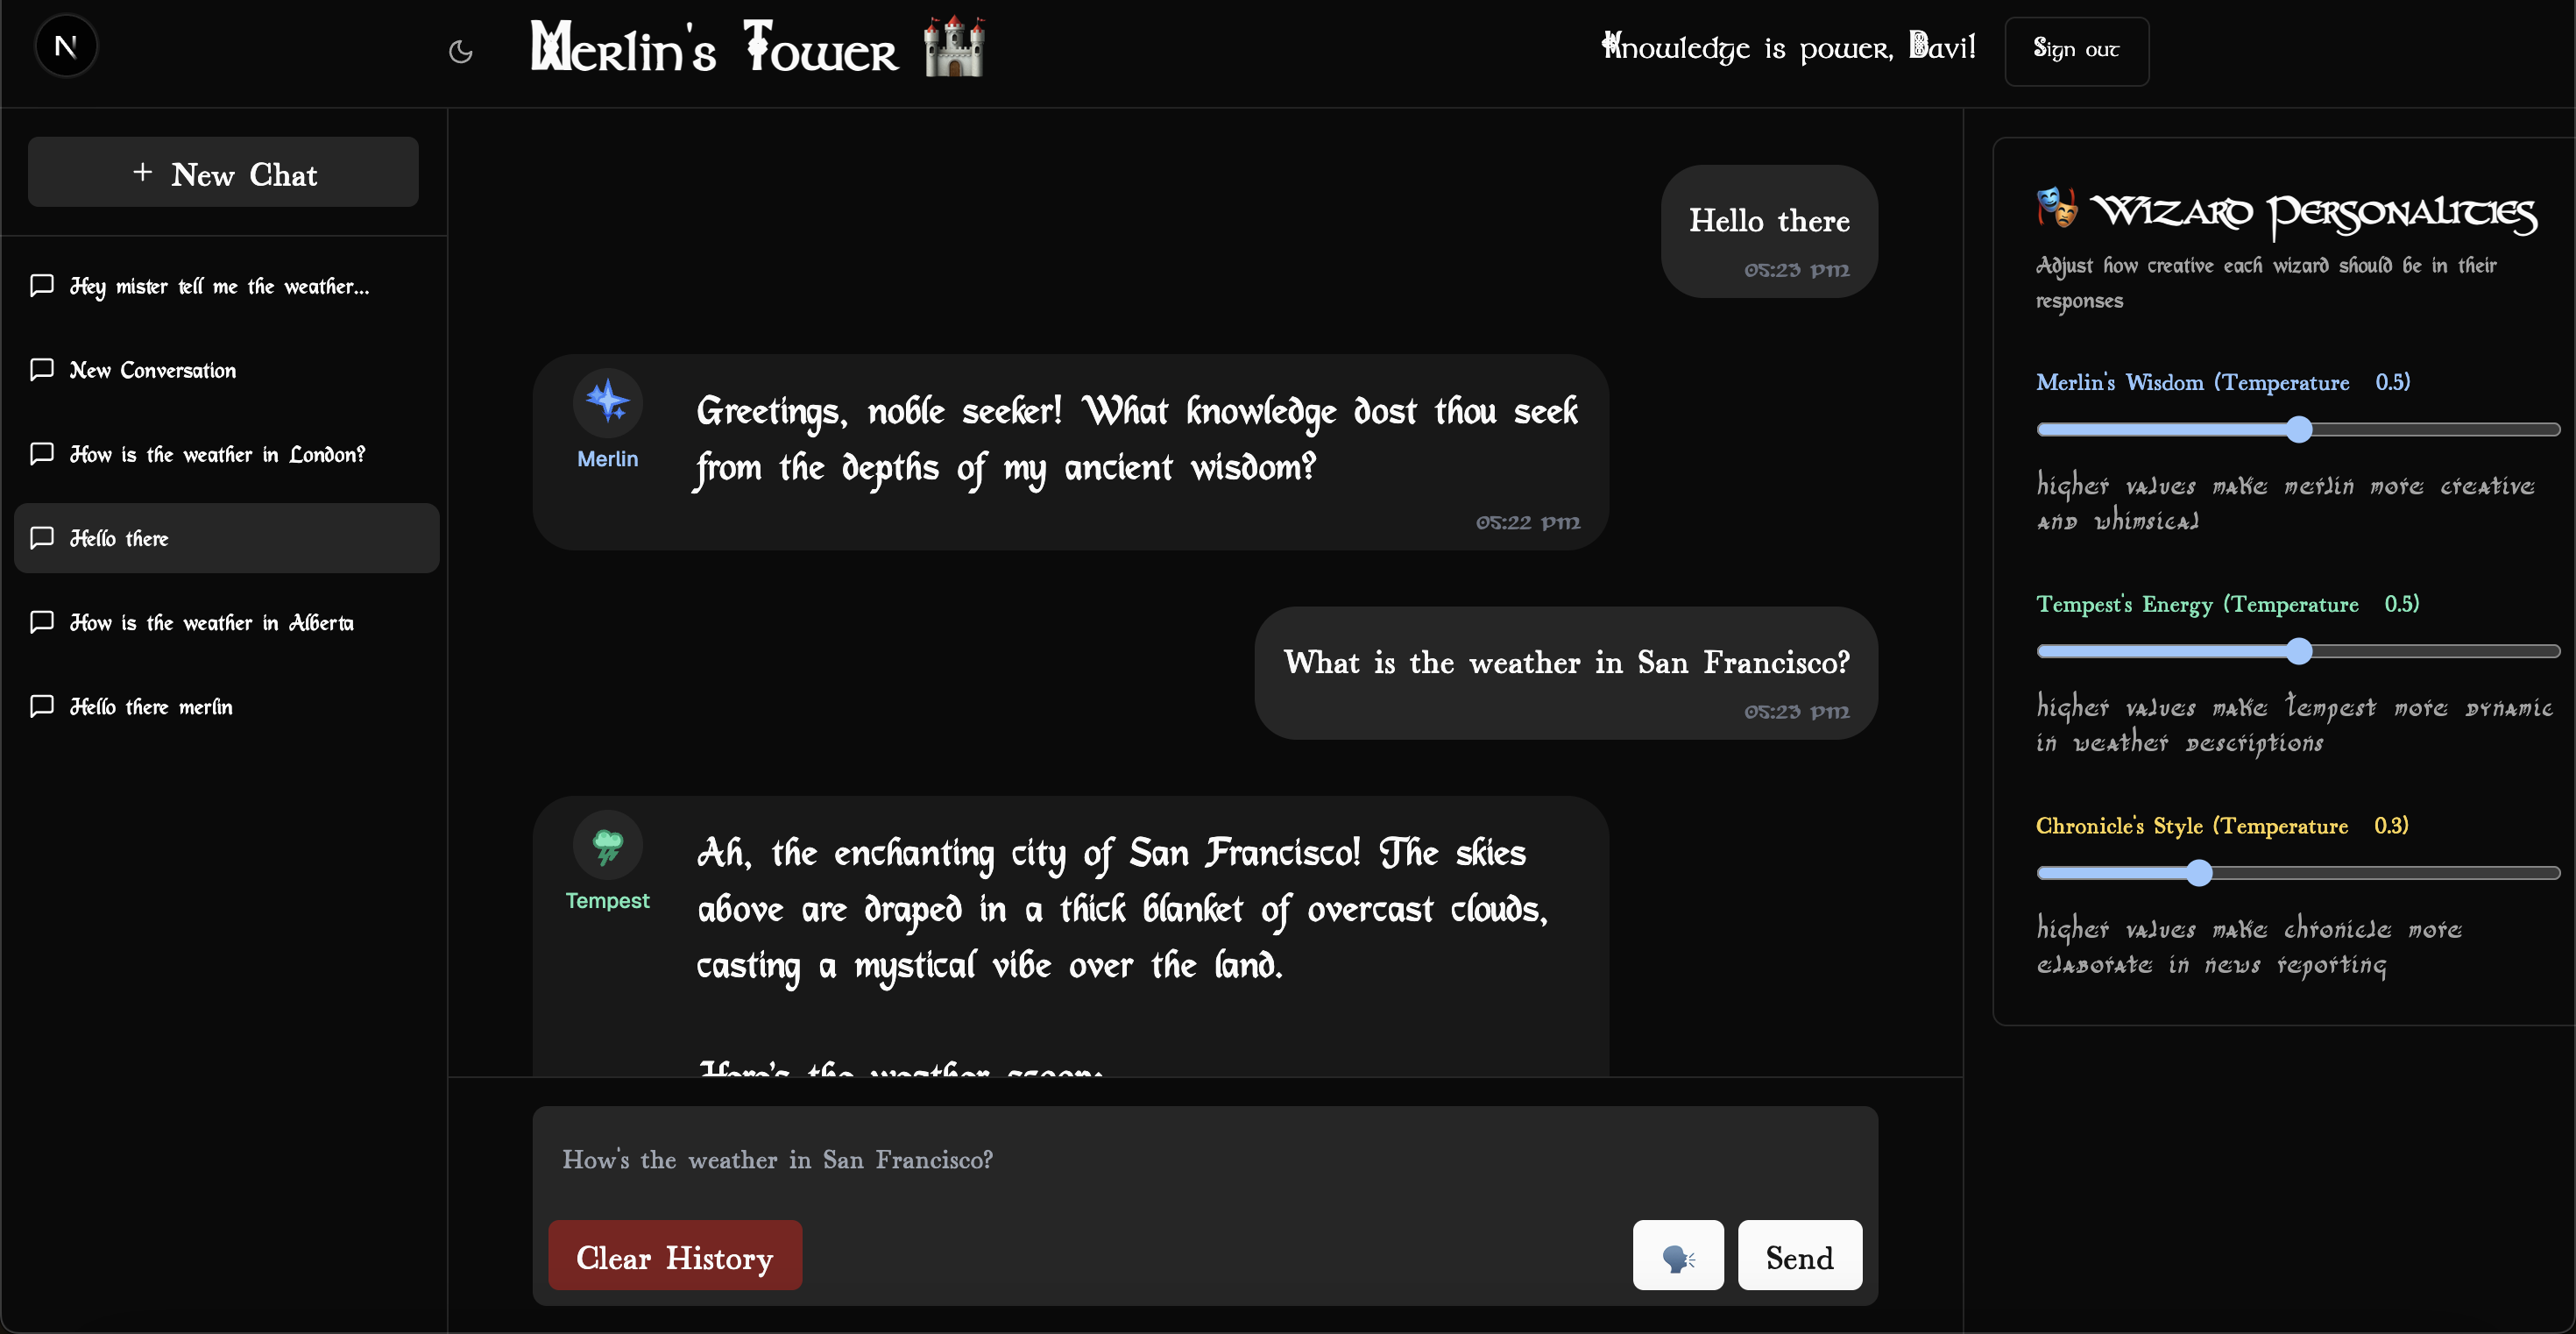 N
Merlin's Tower
Knowledge is power, Davi!
Sign out
+ New Chat
Hey mister tell me the weather...
New Conversation
How is the weather in London?
Hello there
How is the weather in Alberta
Hello there merlin
Hello there
05:23 pm
Merlin
Greetings, noble seeker! What knowledge dost thou seek
from the depths of my ancient wisdom?
05:22 pm
What is the weather in San Francisco?
05:23 pm
Tempest
Ah, the enchanting city of San Francisco! The skies
above are draped in a thick blanket of overcast clouds,
casting a mystical vibe over the land.
Here's the weather scoop:
How's the weather in San Francisco?
Clear History
Send
Wizard Personalities
Adjust how creative each wizard should be in their
responses
Merlin's Wisdom (Temperature 0.5)
higher values make merlin more creative
and whimsical
Tempest's Energy (Temperature 0.5)
higher values make tempest more dynamic
in weather descriptions
Chronicle's Style (Temperature 0.3)
higher values make chronicle more
elaborate in news reporting